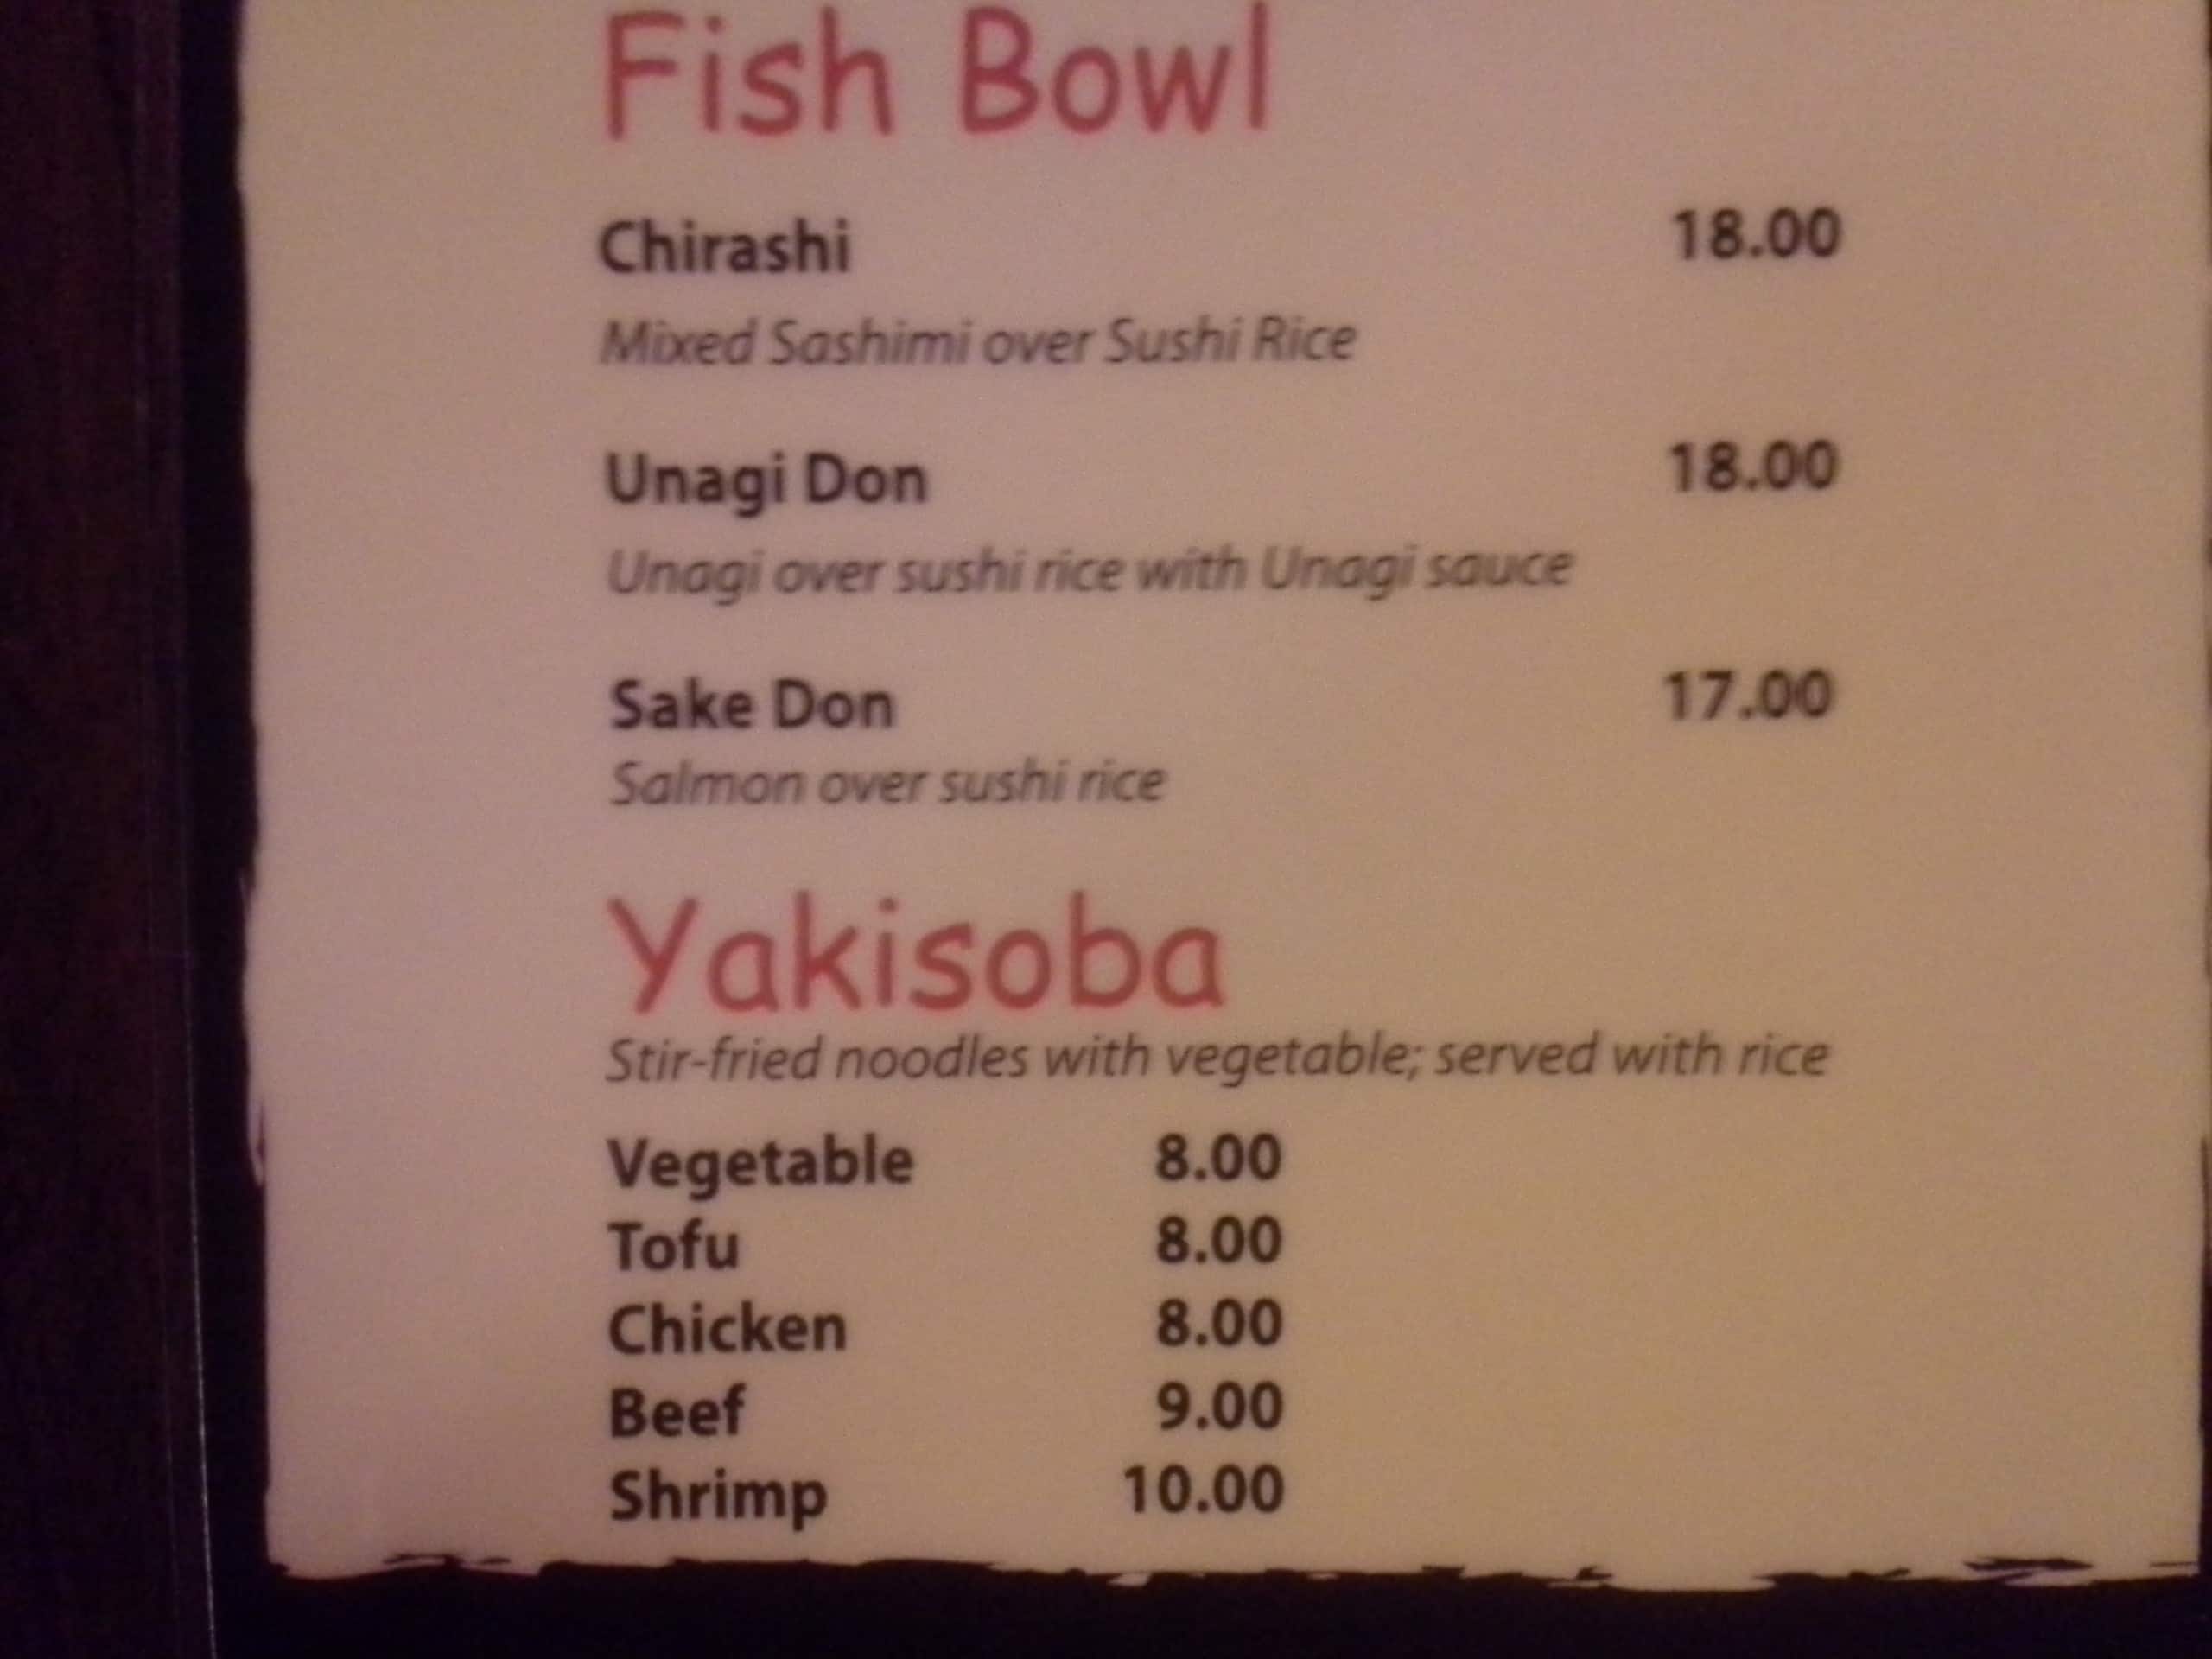 Fish Bowl
Chirashi 18.00
Mixed Sashimi over Sushi Rice
Unagi Don 18.00
Unagi over sushi rice with Unagi sauce
Sake Don 17.00
Salmon over sushi rice
Yakisoba
Stir-fried noodles with vegetable; served with rice
Vegetable 8.00
Tofu 8.00
Chicken 8.00
Beef 9.00
Shrimp 10.00